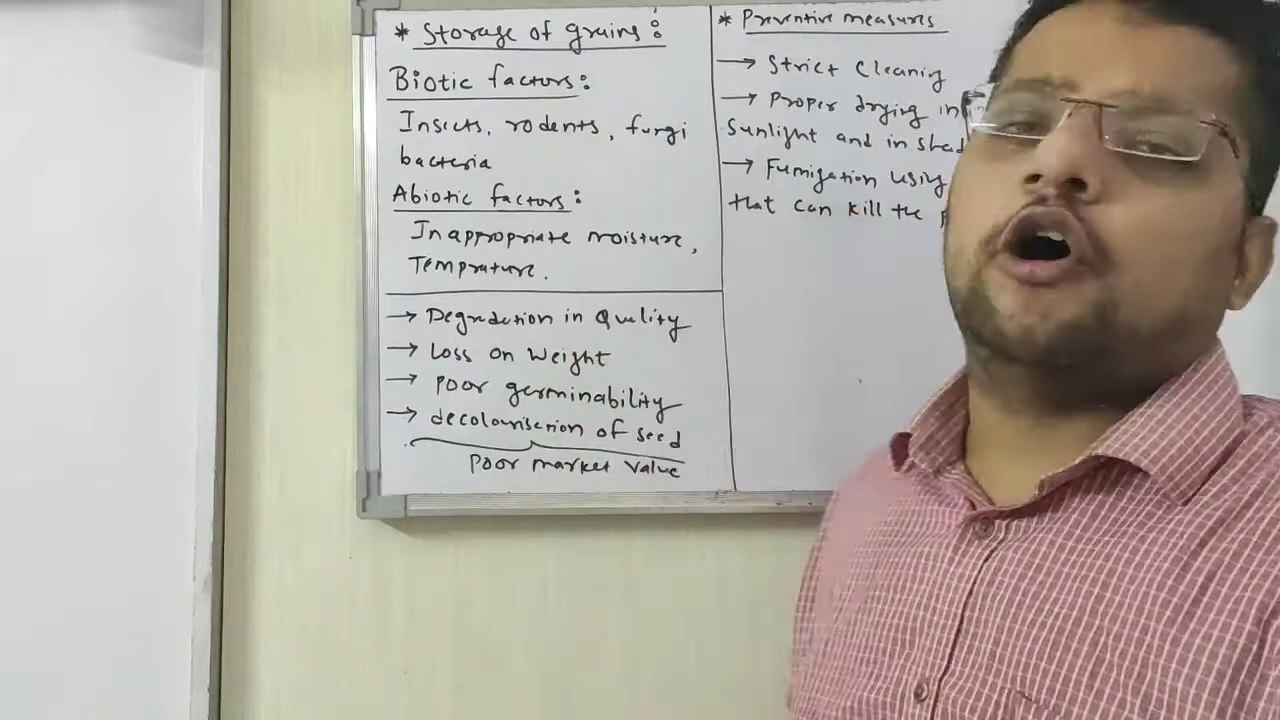 * Storage of grains :
Biotic factors :
Insects, rodents, fungi
bacteria
Abiotic factors :
Inappropriate moisture,
Temprature.
→ Degradation in Quality
→ Loss on Weight
→ Poor germinability
→ decolourisation of seed
Poor market value
* Preventive measures
→ Strict Cleaning
→ Proper drying in
Sunlight and in shad
→ Fumigation using
that can kill the